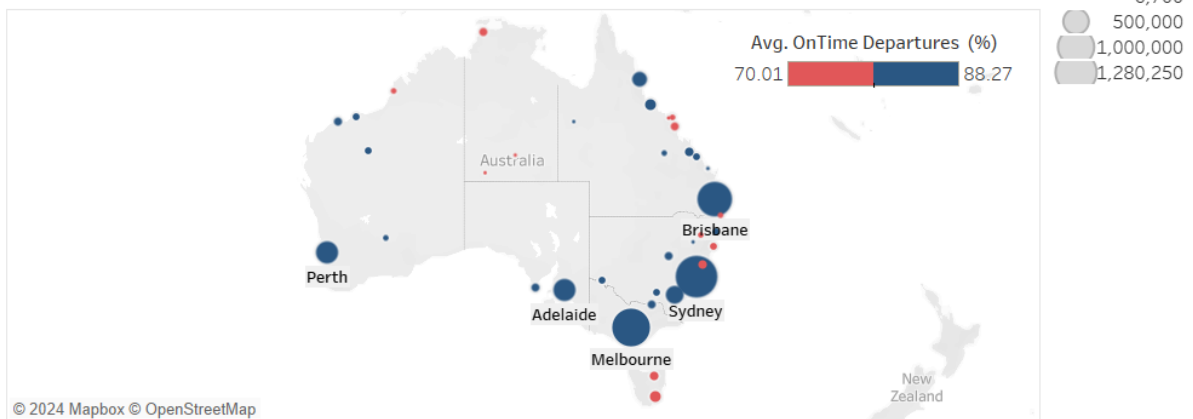 500,000
Avg. OnTime Departures (%)
1,000,000
70.01
88.27
1,280,250
Australia
Brisbane
Perth
Adelaide
Sydney
Melbourne
New
Zealand
© 2024 Mapbox © OpenStreetMap